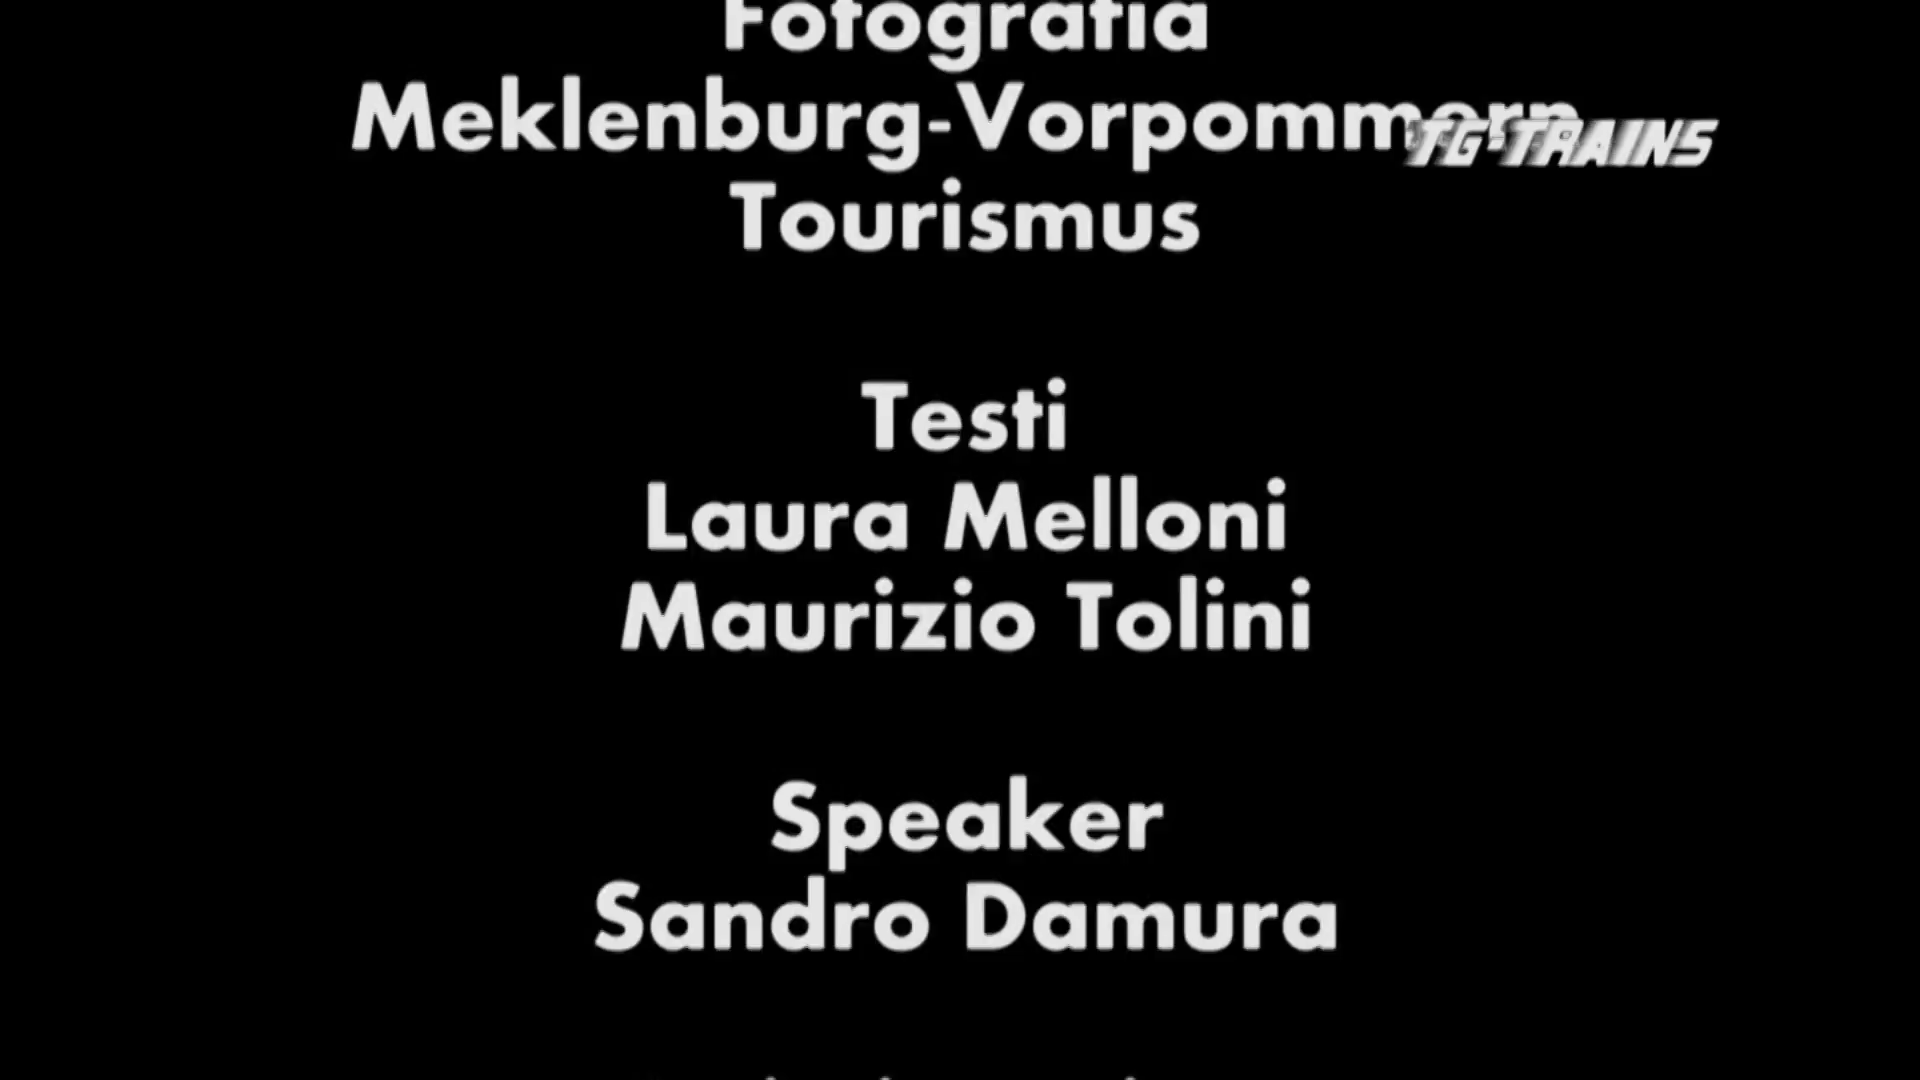 Fotografia
Meklenburg-Vorpommern
TG-TRAINS
Tourismus
Testi
Laura Melloni
Maurizio Tolini
Speaker
Sandro Damura